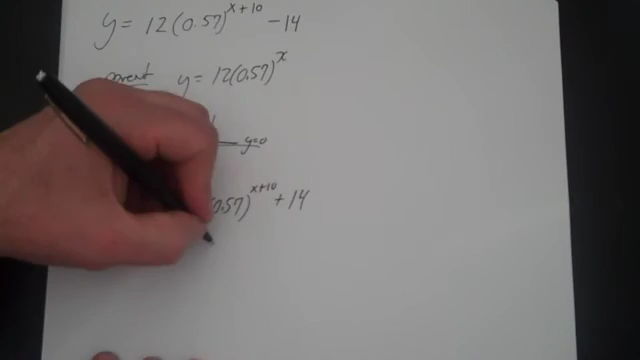 y = 12(0.57)^{x+10} - 14
parent y = 12(0.57)^x
y=0
(0.57)^{x+10} + 14